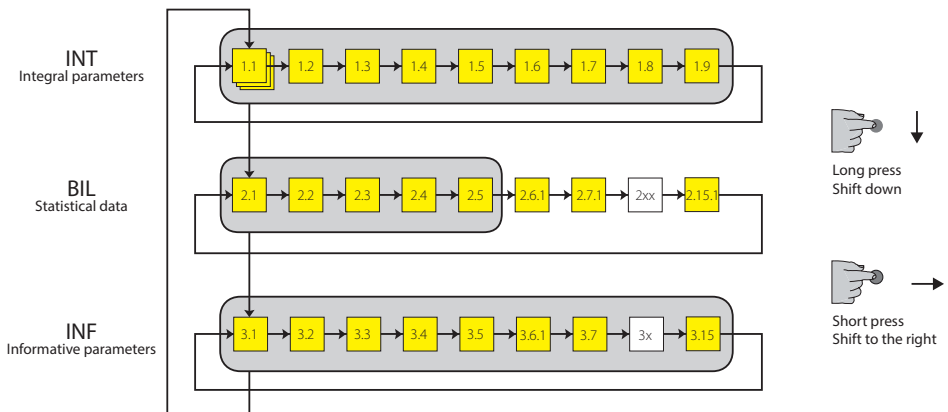 INT
Integral parameters
1.1 1.2 1.3 1.4 1.5 1.6 1.7 1.8 1.9
Long press
Shift down
BIL
Statistical data
2.1 2.2 2.3 2.4 2.5 2.6.1 2.7.1 2xx 2.15.1
INF
Informative parameters
3.1 3.2 3.3 3.4 3.5 3.6.1 3.7 3x 3.15
Short press
Shift to the right